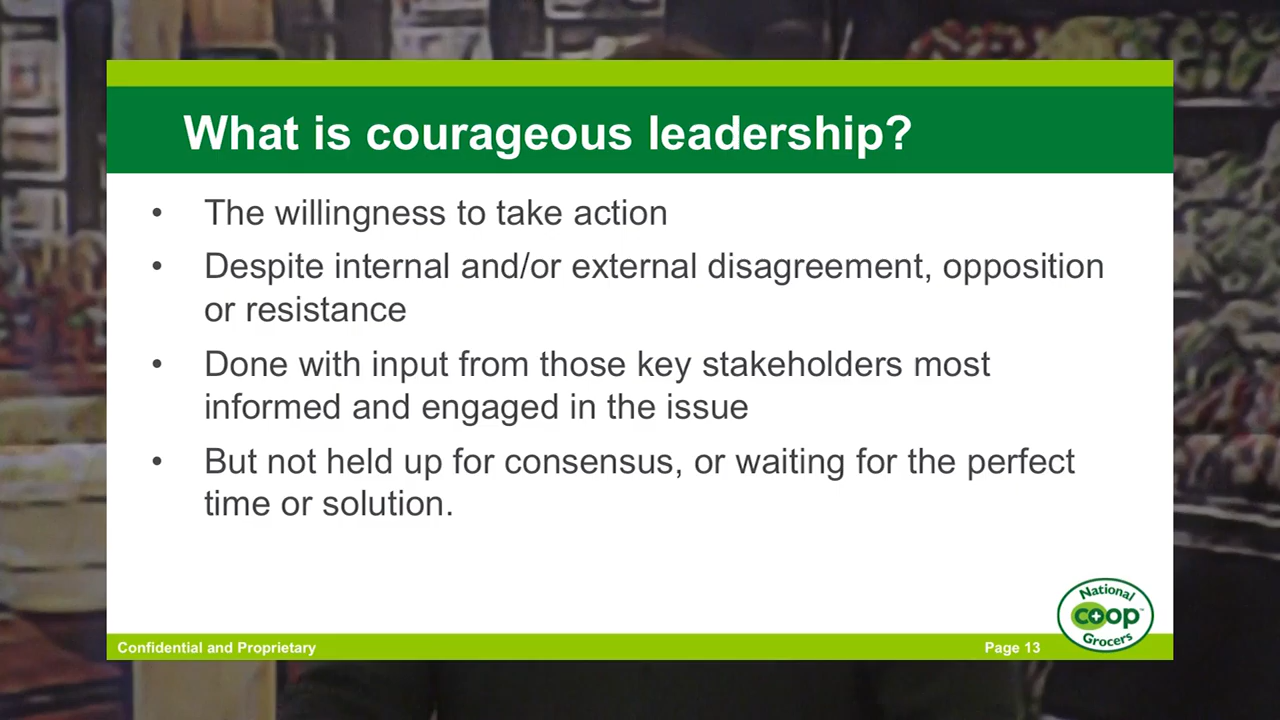 What is courageous leadership?
• The willingness to take action
• Despite internal and/or external disagreement, opposition
or resistance
• Done with input from those key stakeholders most
informed and engaged in the issue
• But not held up for consensus, or waiting for the perfect
time or solution.
National
co+op™
Grocers
Confidential and Proprietary
Page 13